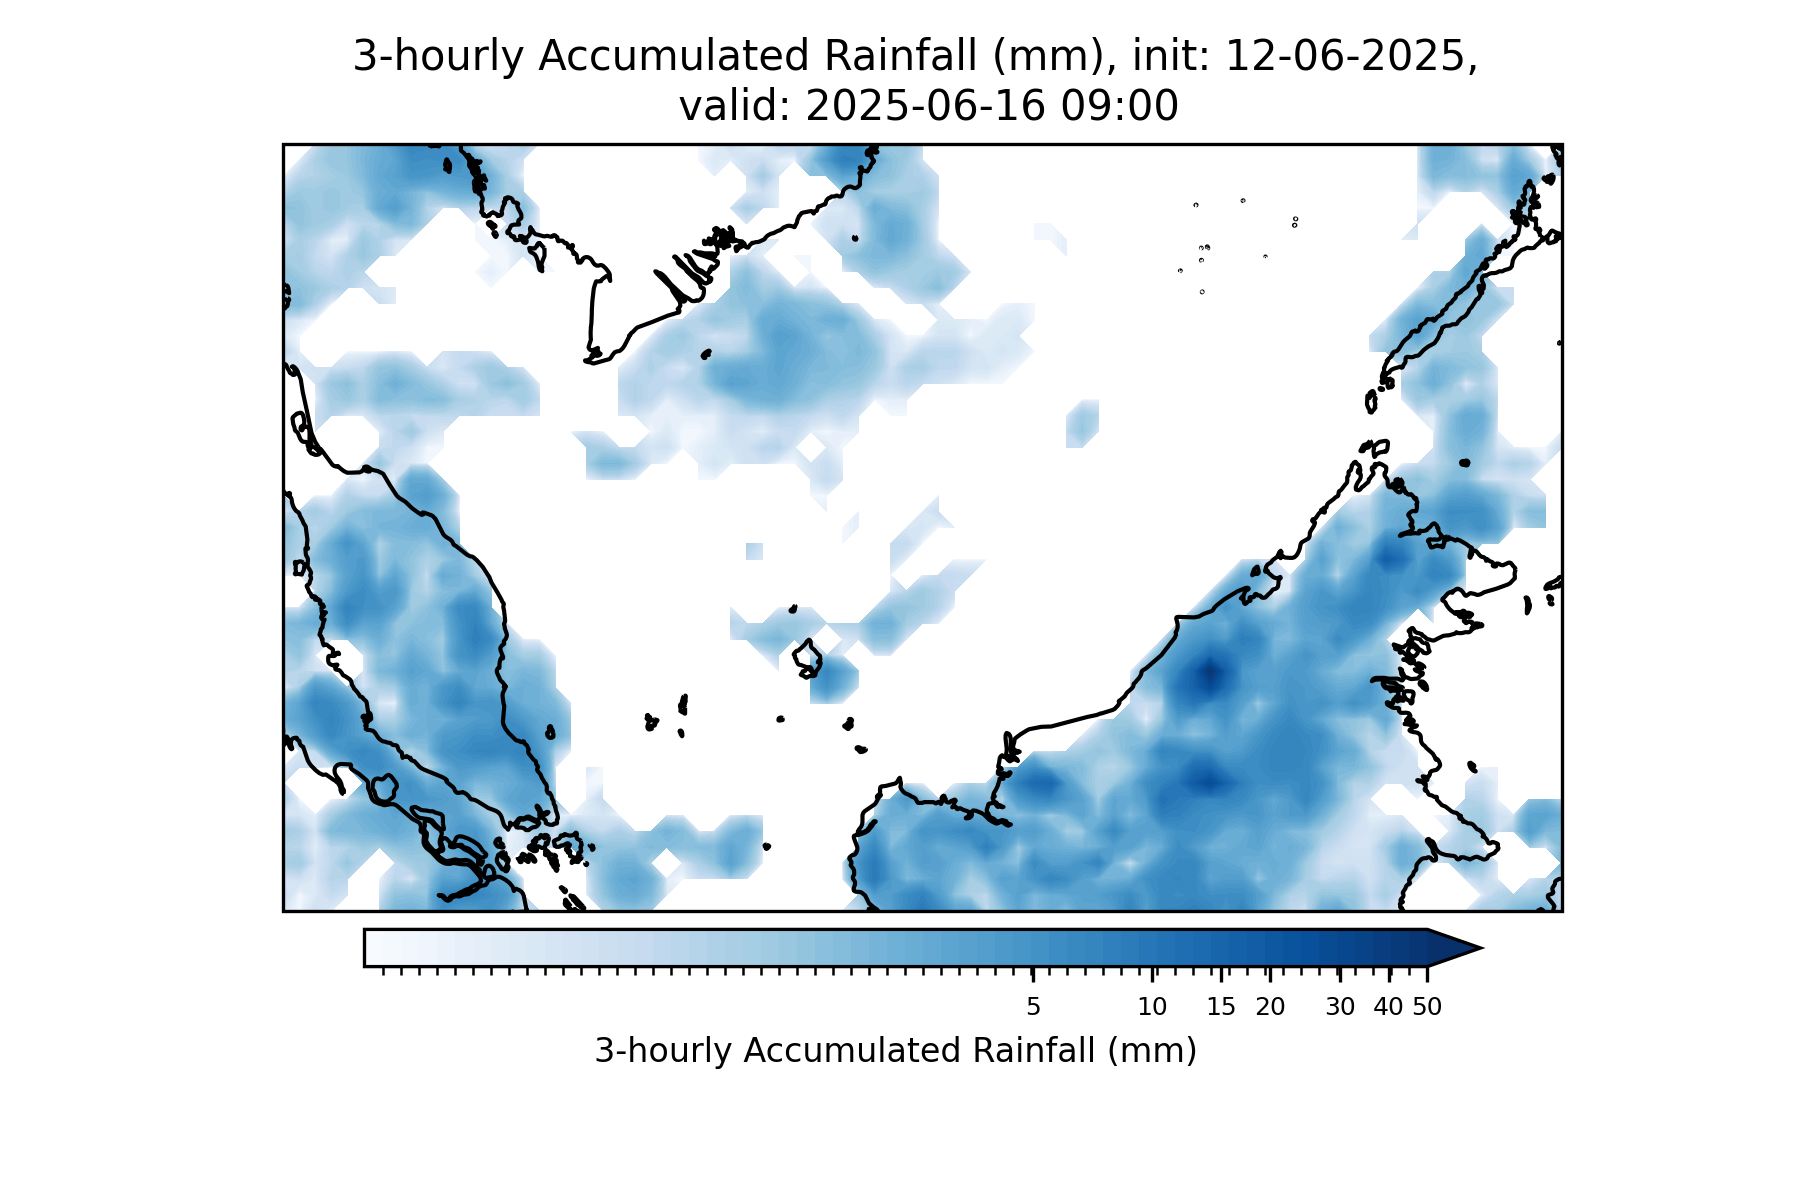 3-hourly Accumulated Rainfall (mm), init: 12-06-2025,
valid: 2025-06-16 09:00
5 10 15 20 30 40 50
3-hourly Accumulated Rainfall (mm)